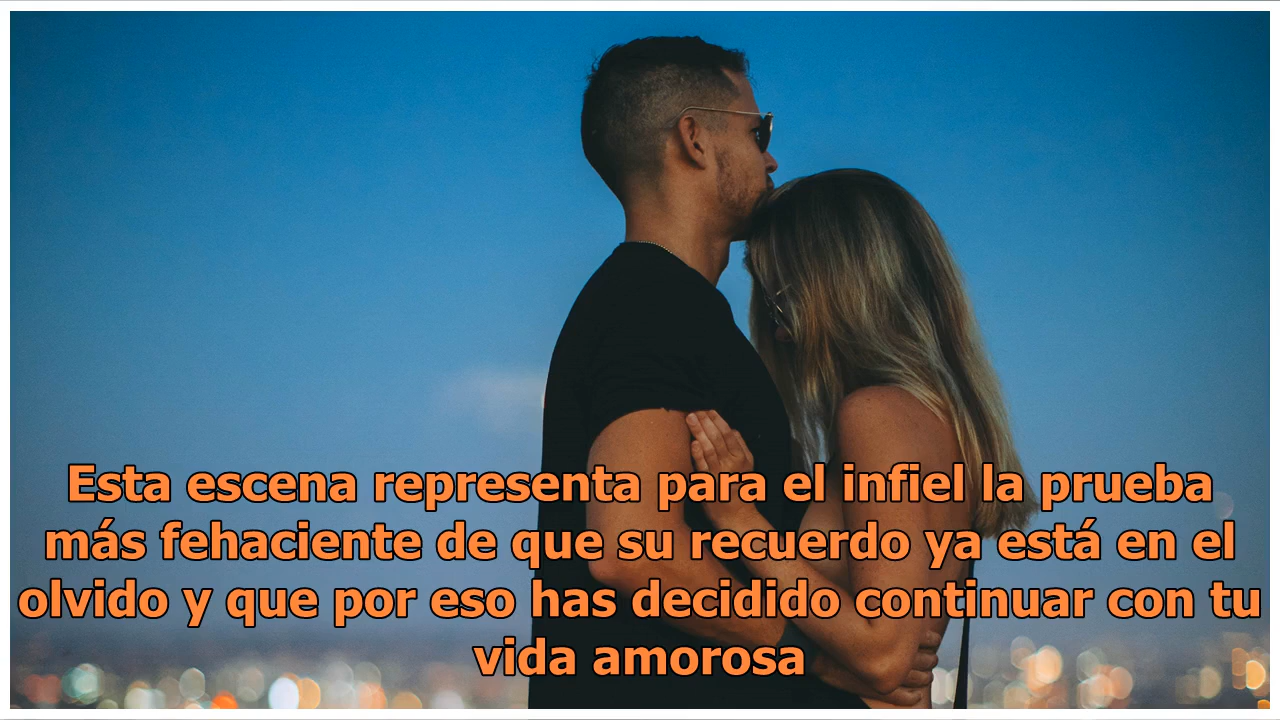 Esta escena representa para el infiel la prueba
más fehaciente de que su recuerdo ya está en el
olvido y que por eso has decidido continuar con tu
vida amorosa